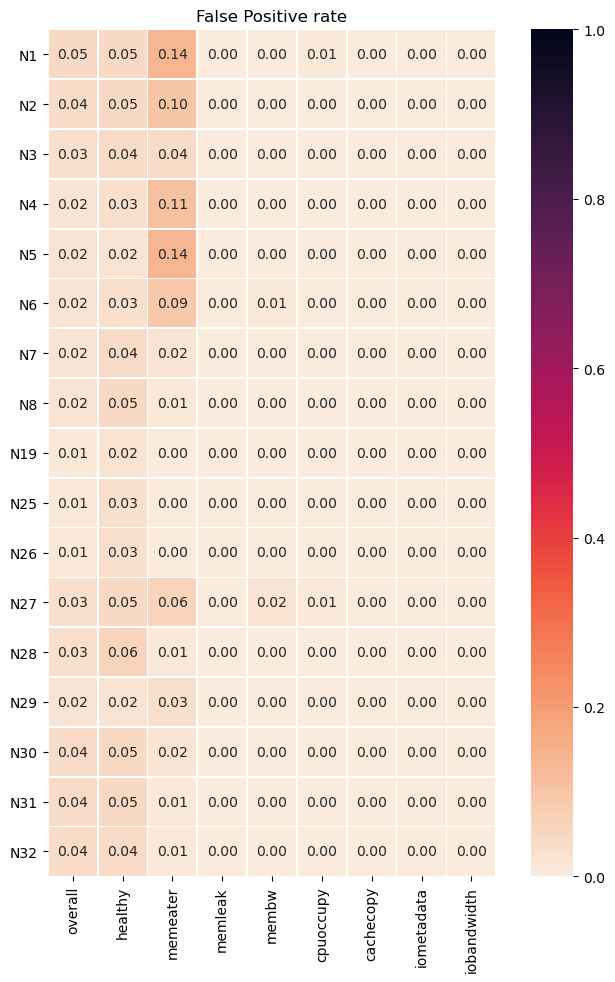 False Positive rate
N1 0.05 0.05 0.14 0.00 0.00 0.01 0.00 0.00 0.00
N2 0.04 0.05 0.10 0.00 0.00 0.00 0.00 0.00 0.00
N3 0.03 0.04 0.04 0.00 0.00 0.00 0.00 0.00 0.00
N4 0.02 0.03 0.11 0.00 0.00 0.00 0.00 0.00 0.00
N5 0.02 0.02 0.14 0.00 0.00 0.00 0.00 0.00 0.00
N6 0.02 0.03 0.09 0.00 0.01 0.00 0.00 0.00 0.00
N7 0.02 0.04 0.02 0.00 0.00 0.00 0.00 0.00 0.00
N8 0.02 0.05 0.01 0.00 0.00 0.00 0.00 0.00 0.00
N19 0.01 0.02 0.00 0.00 0.00 0.00 0.00 0.00 0.00
N25 0.01 0.03 0.00 0.00 0.00 0.00 0.00 0.00 0.00
N26 0.01 0.03 0.00 0.00 0.00 0.00 0.00 0.00 0.00
N27 0.03 0.05 0.06 0.00 0.02 0.01 0.00 0.00 0.00
N28 0.03 0.06 0.01 0.00 0.00 0.00 0.00 0.00 0.00
N29 0.02 0.02 0.03 0.00 0.00 0.00 0.00 0.00 0.00
N30 0.04 0.05 0.02 0.00 0.00 0.00 0.00 0.00 0.00
N31 0.04 0.05 0.01 0.00 0.00 0.00 0.00 0.00 0.00
N32 0.04 0.04 0.01 0.00 0.00 0.00 0.00 0.00 0.00
overall healthy memeater memleak membw cpuoccupy cachecopy iometadata iobandwidth
1.0
0.8
0.6
0.4
0.2
0.0